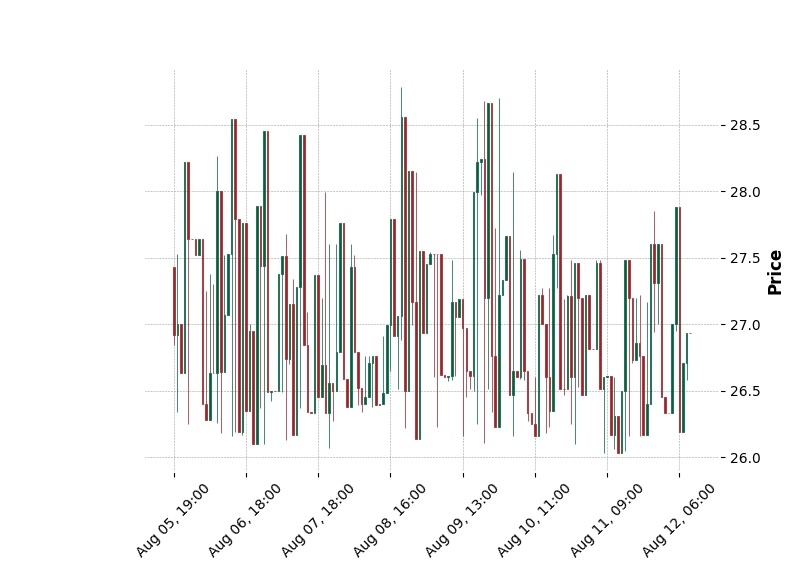 28.5
28.0
27.5
27.0
26.5
26.0
Price
Aug 05, 19:00
Aug 06, 18:00
Aug 07, 18:00
Aug 08, 16:00
Aug 09, 13:00
Aug 10, 11:00
Aug 11, 09:00
Aug 12, 06:00